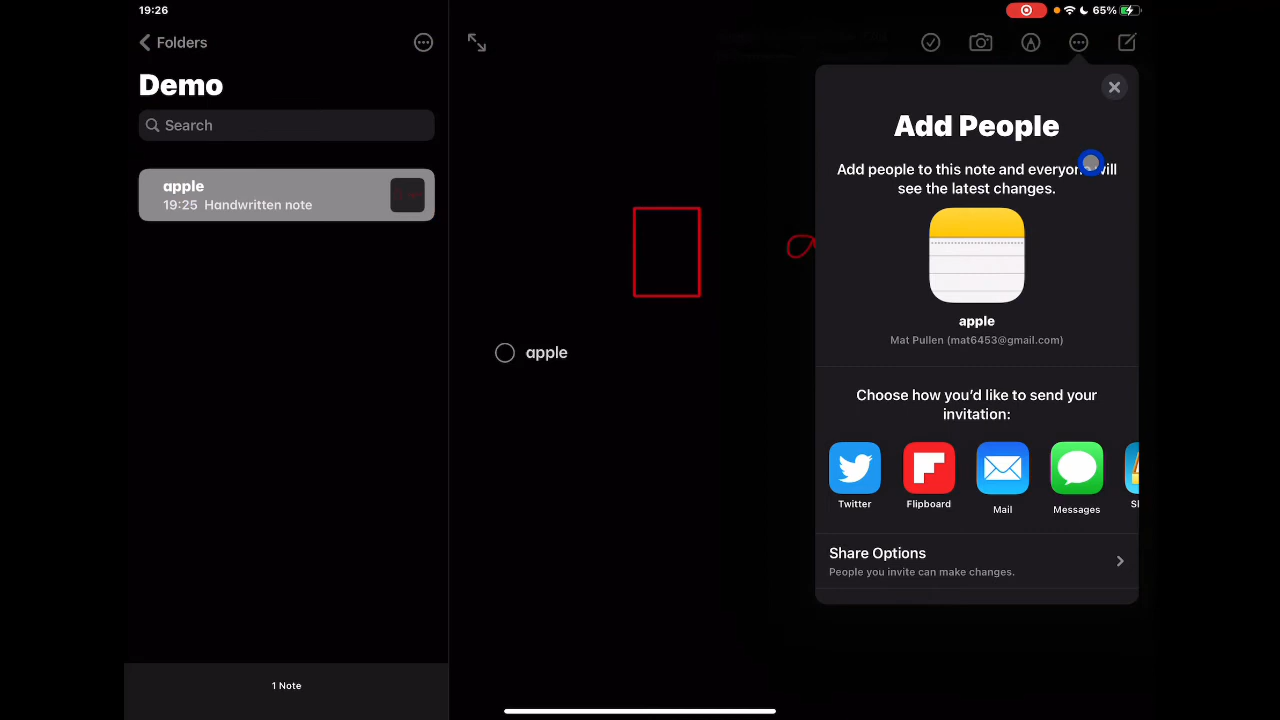 19:26
65%
Folders
Demo
Search
apple
19:25 Handwritten note
1 Note
apple
Add People
Add people to this note and everyone will
see the latest changes.
apple
Mat Pullen (mat6453@gmail.com)
Choose how you'd like to send your
invitation:
Twitter
Flipboard
Mail
Messages
Share Options
People you invite can make changes.